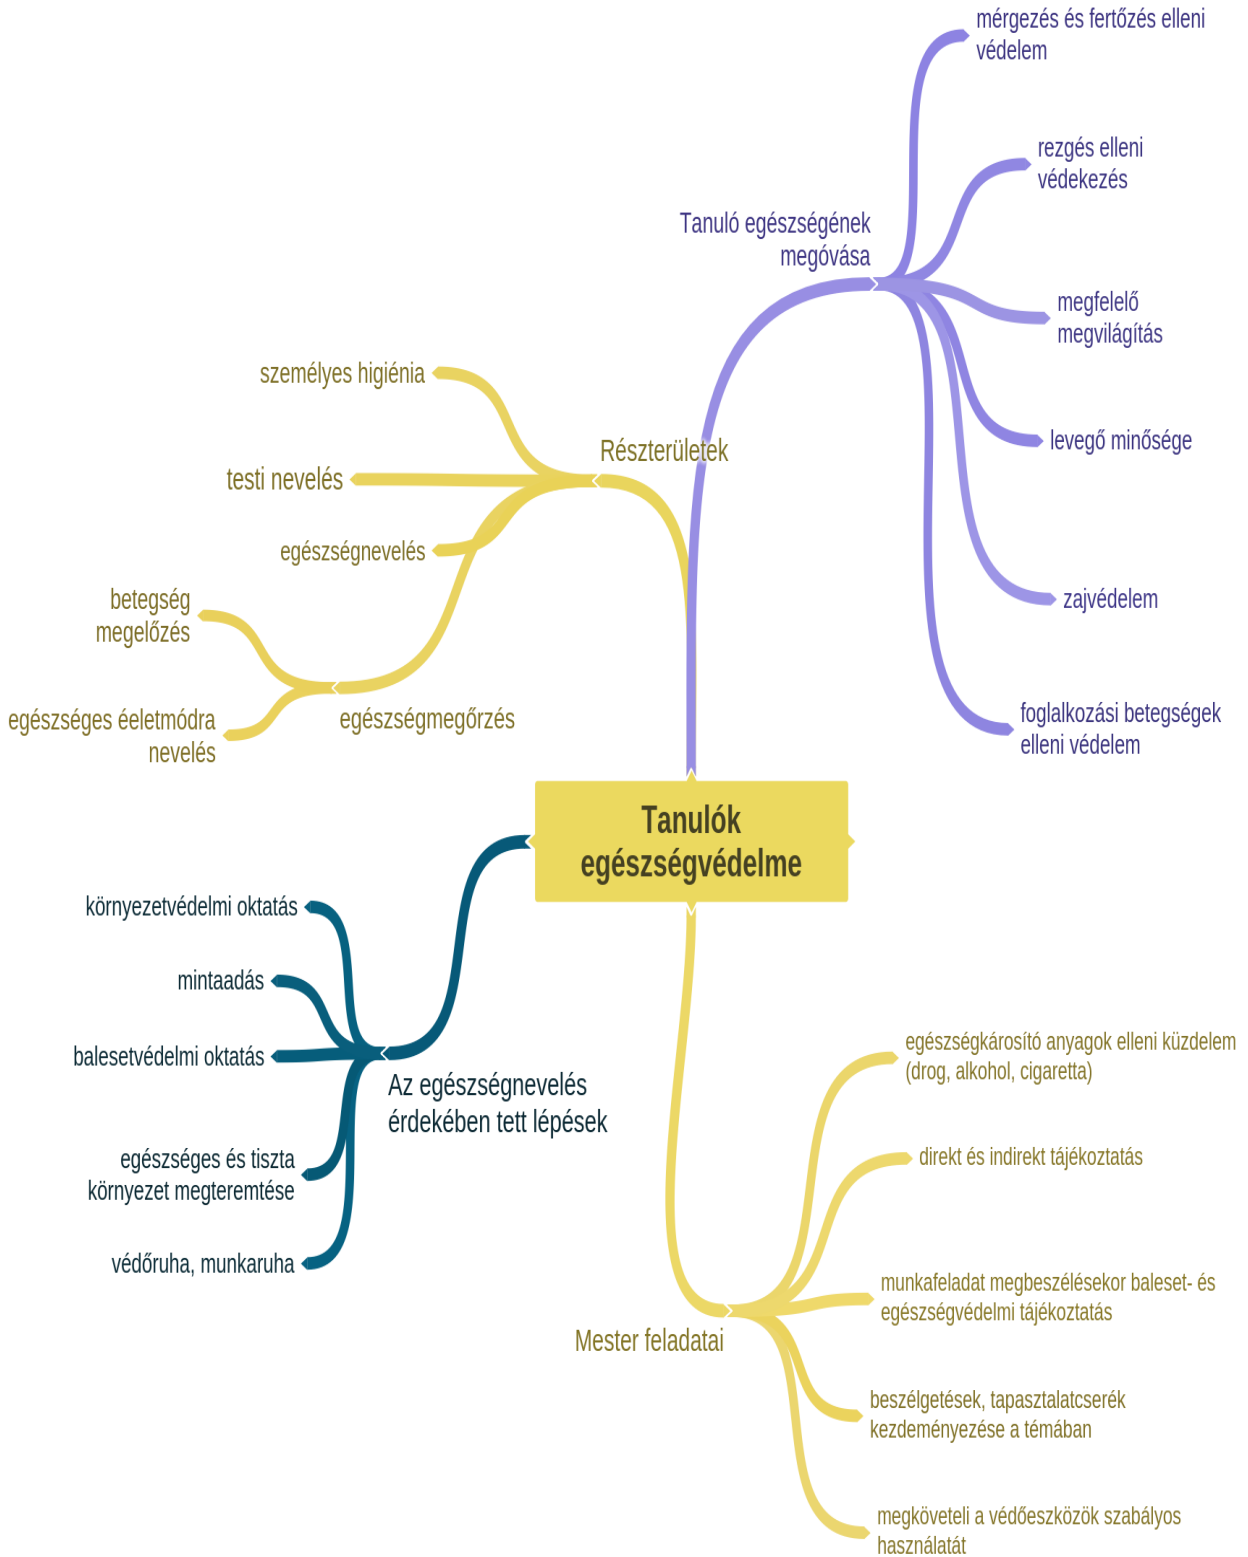 mérgezés és fertőzés elleni
védelem
rezgés elleni
védekezés
Tanuló egészségének
megóvása
megfelelő
megvilágítás
levegő minősége
zajvédelem
foglalkozási betegségek
elleni védelem
Részterületek
személyes higiénia
testi nevelés
egészségnevelés
betegség
megelőzés
egészséges éeletmódra
nevelés
egészségmegőrzés
Tanulók
egészségvédelme
környezetvédelmi oktatás
mintaadás
balesetvédelmi oktatás
Az egészségnevelés
érdekében tett lépések
egészséges és tiszta
környezet megteremtése
védőruha, munkaruha
egészségkárosító anyagok elleni küzdelem
(drog, alkohol, cigaretta)
direkt és indirekt tájékoztatás
munkafeladat megbeszélésekor baleset- és
egészségvédelmi tájékoztatás
Mester feladatai
beszélgetések, tapasztalatcserék
kezdeményezése a témában
megköveteli a védőeszközök szabályos
használatát